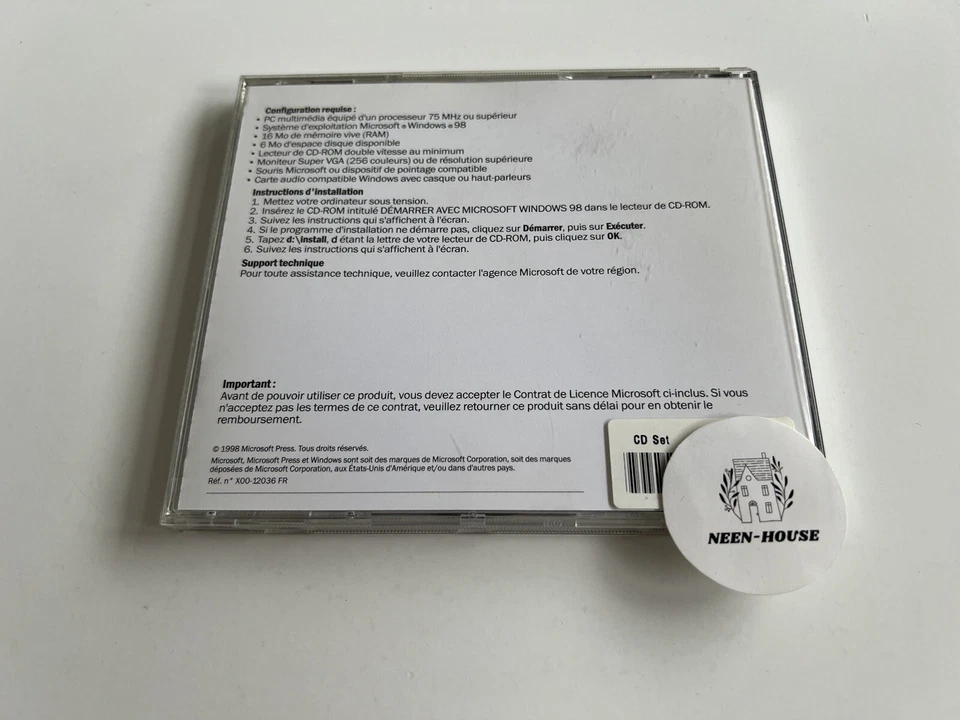 Configuration requise :
• PC multimédia équipé d'un processeur 75 MHz ou supérieur
• Système d'exploitation Microsoft ® Windows ® 98
• 16 Mo de mémoire vive (RAM)
• 6 Mo d'espace disque disponible
• Lecteur de CD-ROM double vitesse au minimum
• Moniteur Super VGA (256 couleurs) ou de résolution supérieure
• Souris Microsoft ou dispositif de pointage compatible
• Carte audio compatible Windows avec casque ou haut-parleurs
Instructions d'installation
1. Mettez votre ordinateur sous tension.
2. Insérez le CD-ROM intitulé DÉMARRER AVEC MICROSOFT WINDOWS 98 dans le lecteur de CD-ROM.
3. Suivez les instructions qui s'affichent à l'écran.
4. Si le programme d'installation ne démarre pas, cliquez sur Démarrer, puis sur Exécuter.
5. Tapez d:\install, d étant la lettre de votre lecteur de CD-ROM, puis cliquez sur OK.
6. Suivez les instructions qui s'affichent à l'écran.
Support technique
Pour toute assistance technique, veuillez contacter l'agence Microsoft de votre région.
Important :
Avant de pouvoir utiliser ce produit, vous devez accepter le Contrat de Licence Microsoft ci-inclus. Si vous
n'acceptez pas les termes de ce contrat, veuillez retourner ce produit sans délai pour en obtenir le
remboursement.
© 1998 Microsoft Press. Tous droits réservés.
Microsoft, Microsoft Press et Windows sont soit des marques de Microsoft Corporation, soit des marques
déposées de Microsoft Corporation, aux États-Unis d'Amérique et/ou dans d'autres pays.
Réf. n° X00-12036 FR
CD Set
NEEN-HOUSE